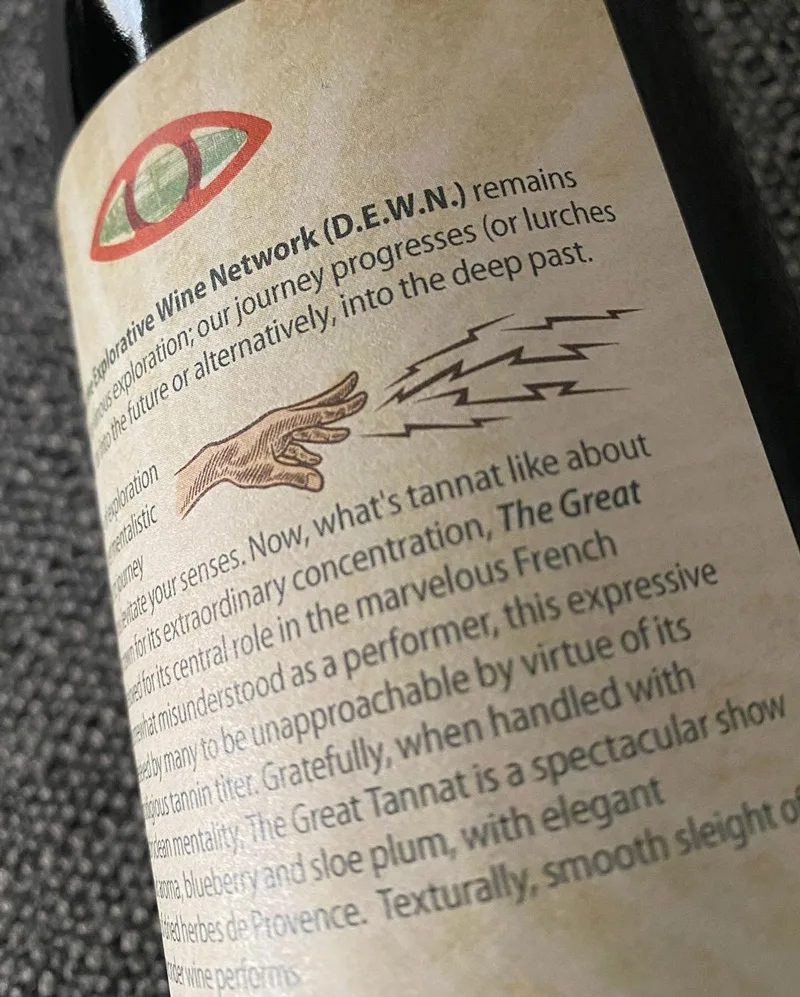 Explorative Wine Network (D.E.W.N.) remains
exploration; our journey progresses (or lurches
into the future or alternatively, into the deep past.
exploration
mentalistic
journey
levitate your senses. Now, what's tannat like about
for its extraordinary concentration, The Great
for its central role in the marvelous French
misunderstood as a performer, this expressive
by many to be unapproachable by virtue of its
tannin titer. Gratefully, when handled with
mentality, The Great Tannat is a spectacular show
aroma, blueberry and sloe plum, with elegant
dried herbes de Provence. Texturally, smooth sleight of
wine performs